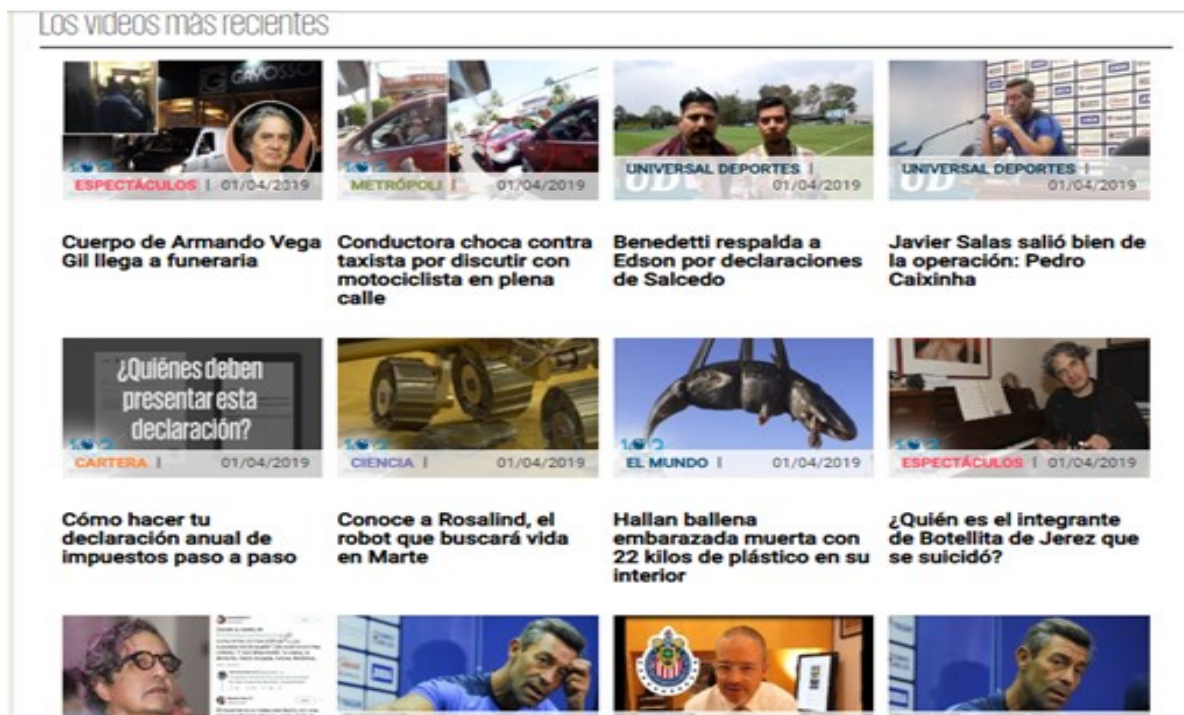 Los videos más recientes
GAYOSSO
ESPECTÁCULOS | 01/04/2019
METRÓPOLI | 01/04/2019
UNIVERSAL DEPORTES |
UD
01/04/2019
UNIVERSAL DEPORTES |
UD
01/04/2019
Cuerpo de Armando Vega
Gil llega a funeraria
Conductora choca contra
taxista por discutir con
motociclista en plena
calle
Benedetti respalda a
Edson por declaraciones
de Salcedo
Javier Salas salió bien de
la operación: Pedro
Caixinha
¿Quiénes deben
presentar esta
declaración?
CARTERA | 01/04/2019
CIENCIA | 01/04/2019
EL MUNDO | 01/04/2019
ESPECTÁCULOS | 01/04/2019
Cómo hacer tu
declaración anual de
impuestos paso a paso
Conoce a Rosalind, el
robot que buscará vida
en Marte
Hallan ballena
embarazada muerta con
22 kilos de plástico en su
interior
¿Quién es el integrante
de Botellita de Jerez que
se suicidó?